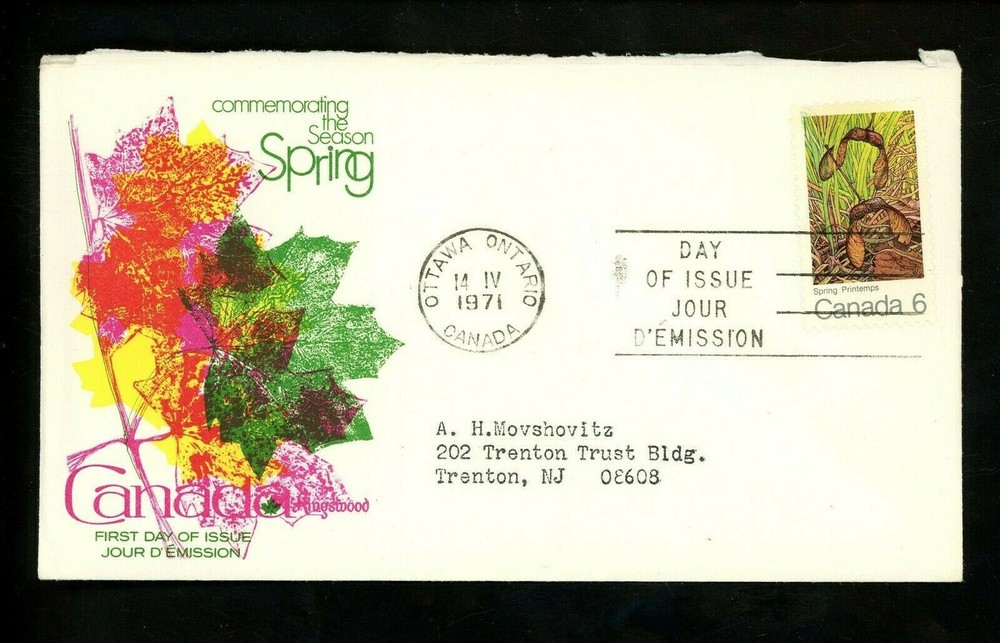 commemorating
the
Season
Spring
Spring Printemps
Canada 6
OTTAWA ONTARIO
14 IV
1971
CANADA
DAY
OF ISSUE
JOUR
D'ÉMISSION
A. H.Movshovitz
202 Trenton Trust Bldg.
Trenton, NJ 08608
Canada
Kingswood
FIRST DAY OF ISSUE
JOUR D'ÉMISSION